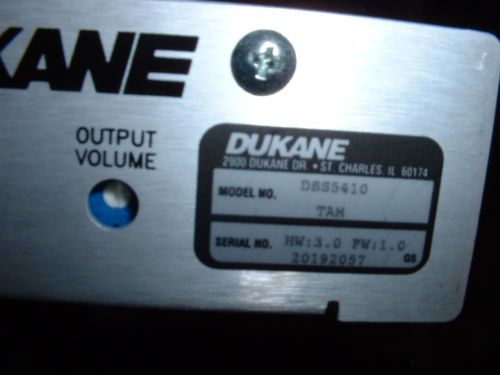 KANE
OUTPUT
VOLUME
DUKANE
2900 DUKANE DR. • ST. CHARLES, IL 60174
MODEL NO. DSS5410
TAM
SERIAL NO. HW:3.0 FW:1.0
20192057 GS